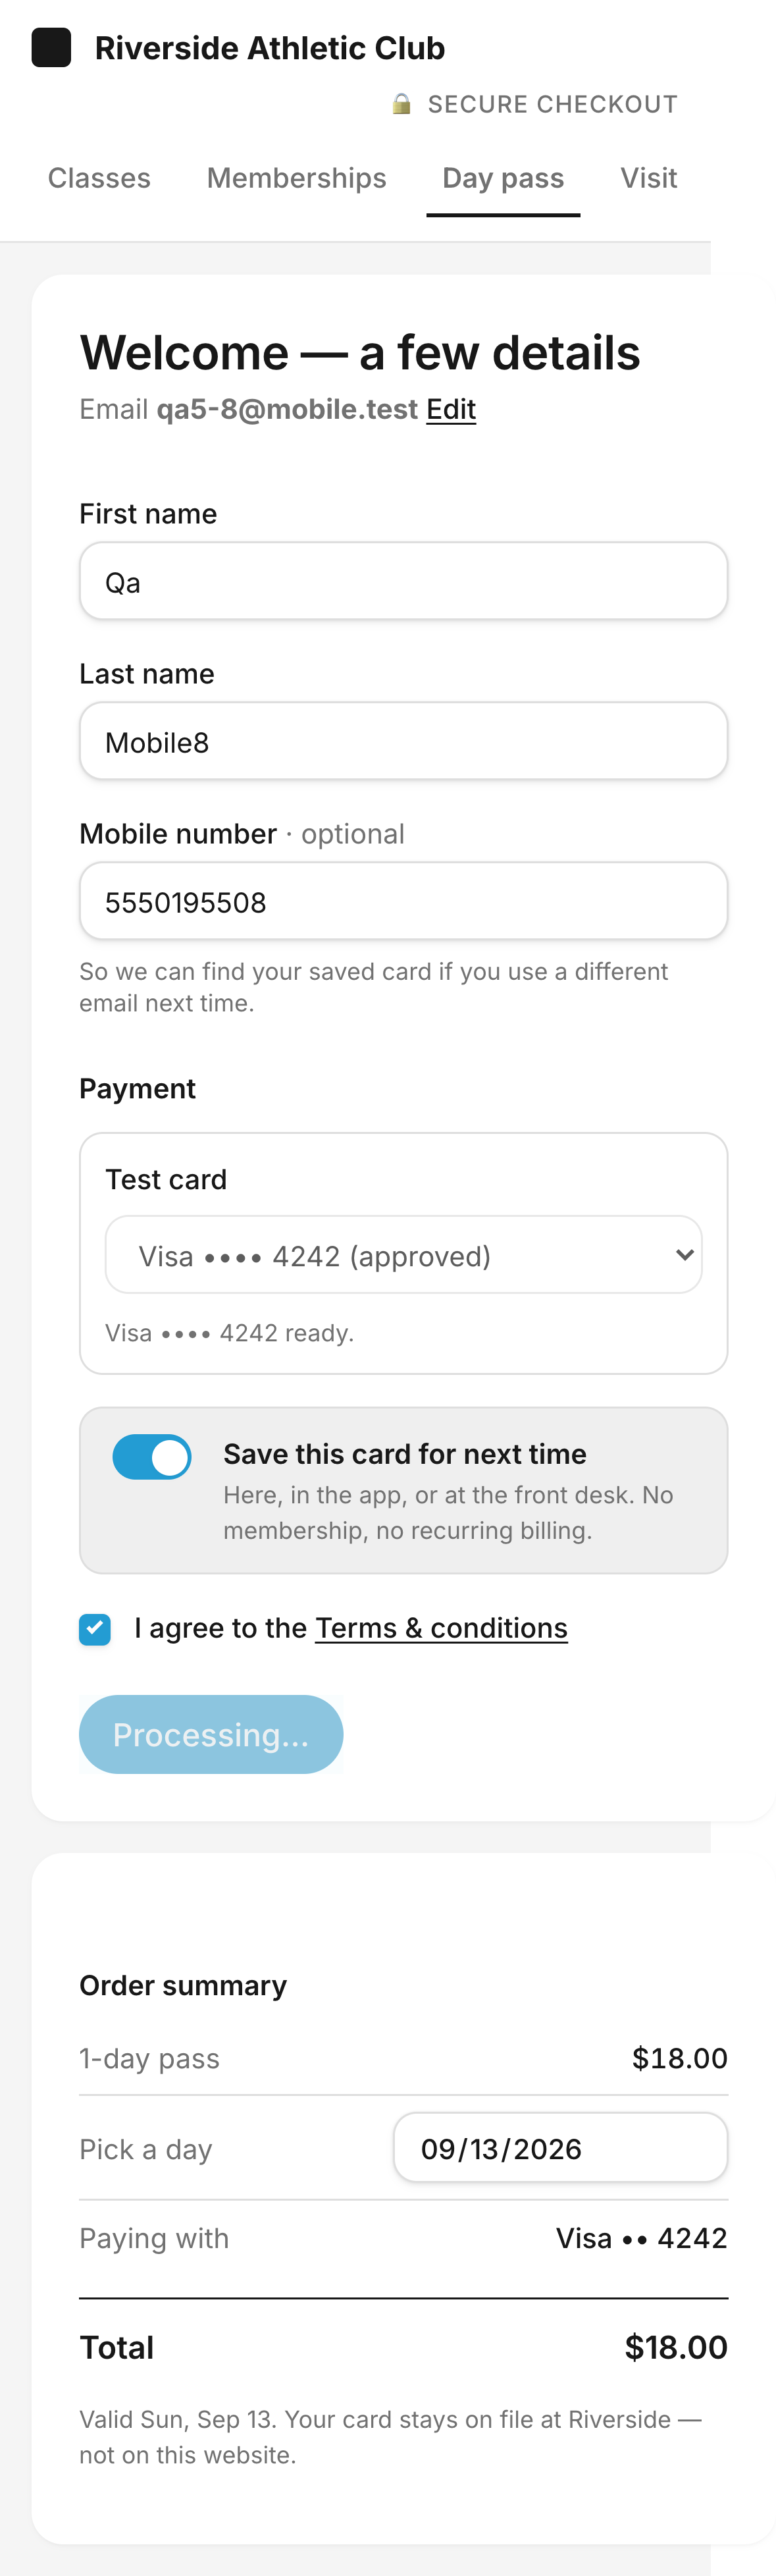 Riverside Athletic Club
🔒 SECURE CHECKOUT
Classes Memberships Day pass Visit
Welcome — a few details
Email qa5-8@mobile.test Edit
First name
Qa
Last name
Mobile8
Mobile number · optional
5550195508
So we can find your saved card if you use a different
email next time.
Payment
Test card
Visa •••• 4242 (approved)
Visa •••• 4242 ready.
Save this card for next time
Here, in the app, or at the front desk. No
membership, no recurring billing.
I agree to the Terms & conditions
Processing...
Order summary
1-day pass $18.00
Pick a day 09/13/2026
Paying with Visa •• 4242
Total $18.00
Valid Sun, Sep 13. Your card stays on file at Riverside —
not on this website.